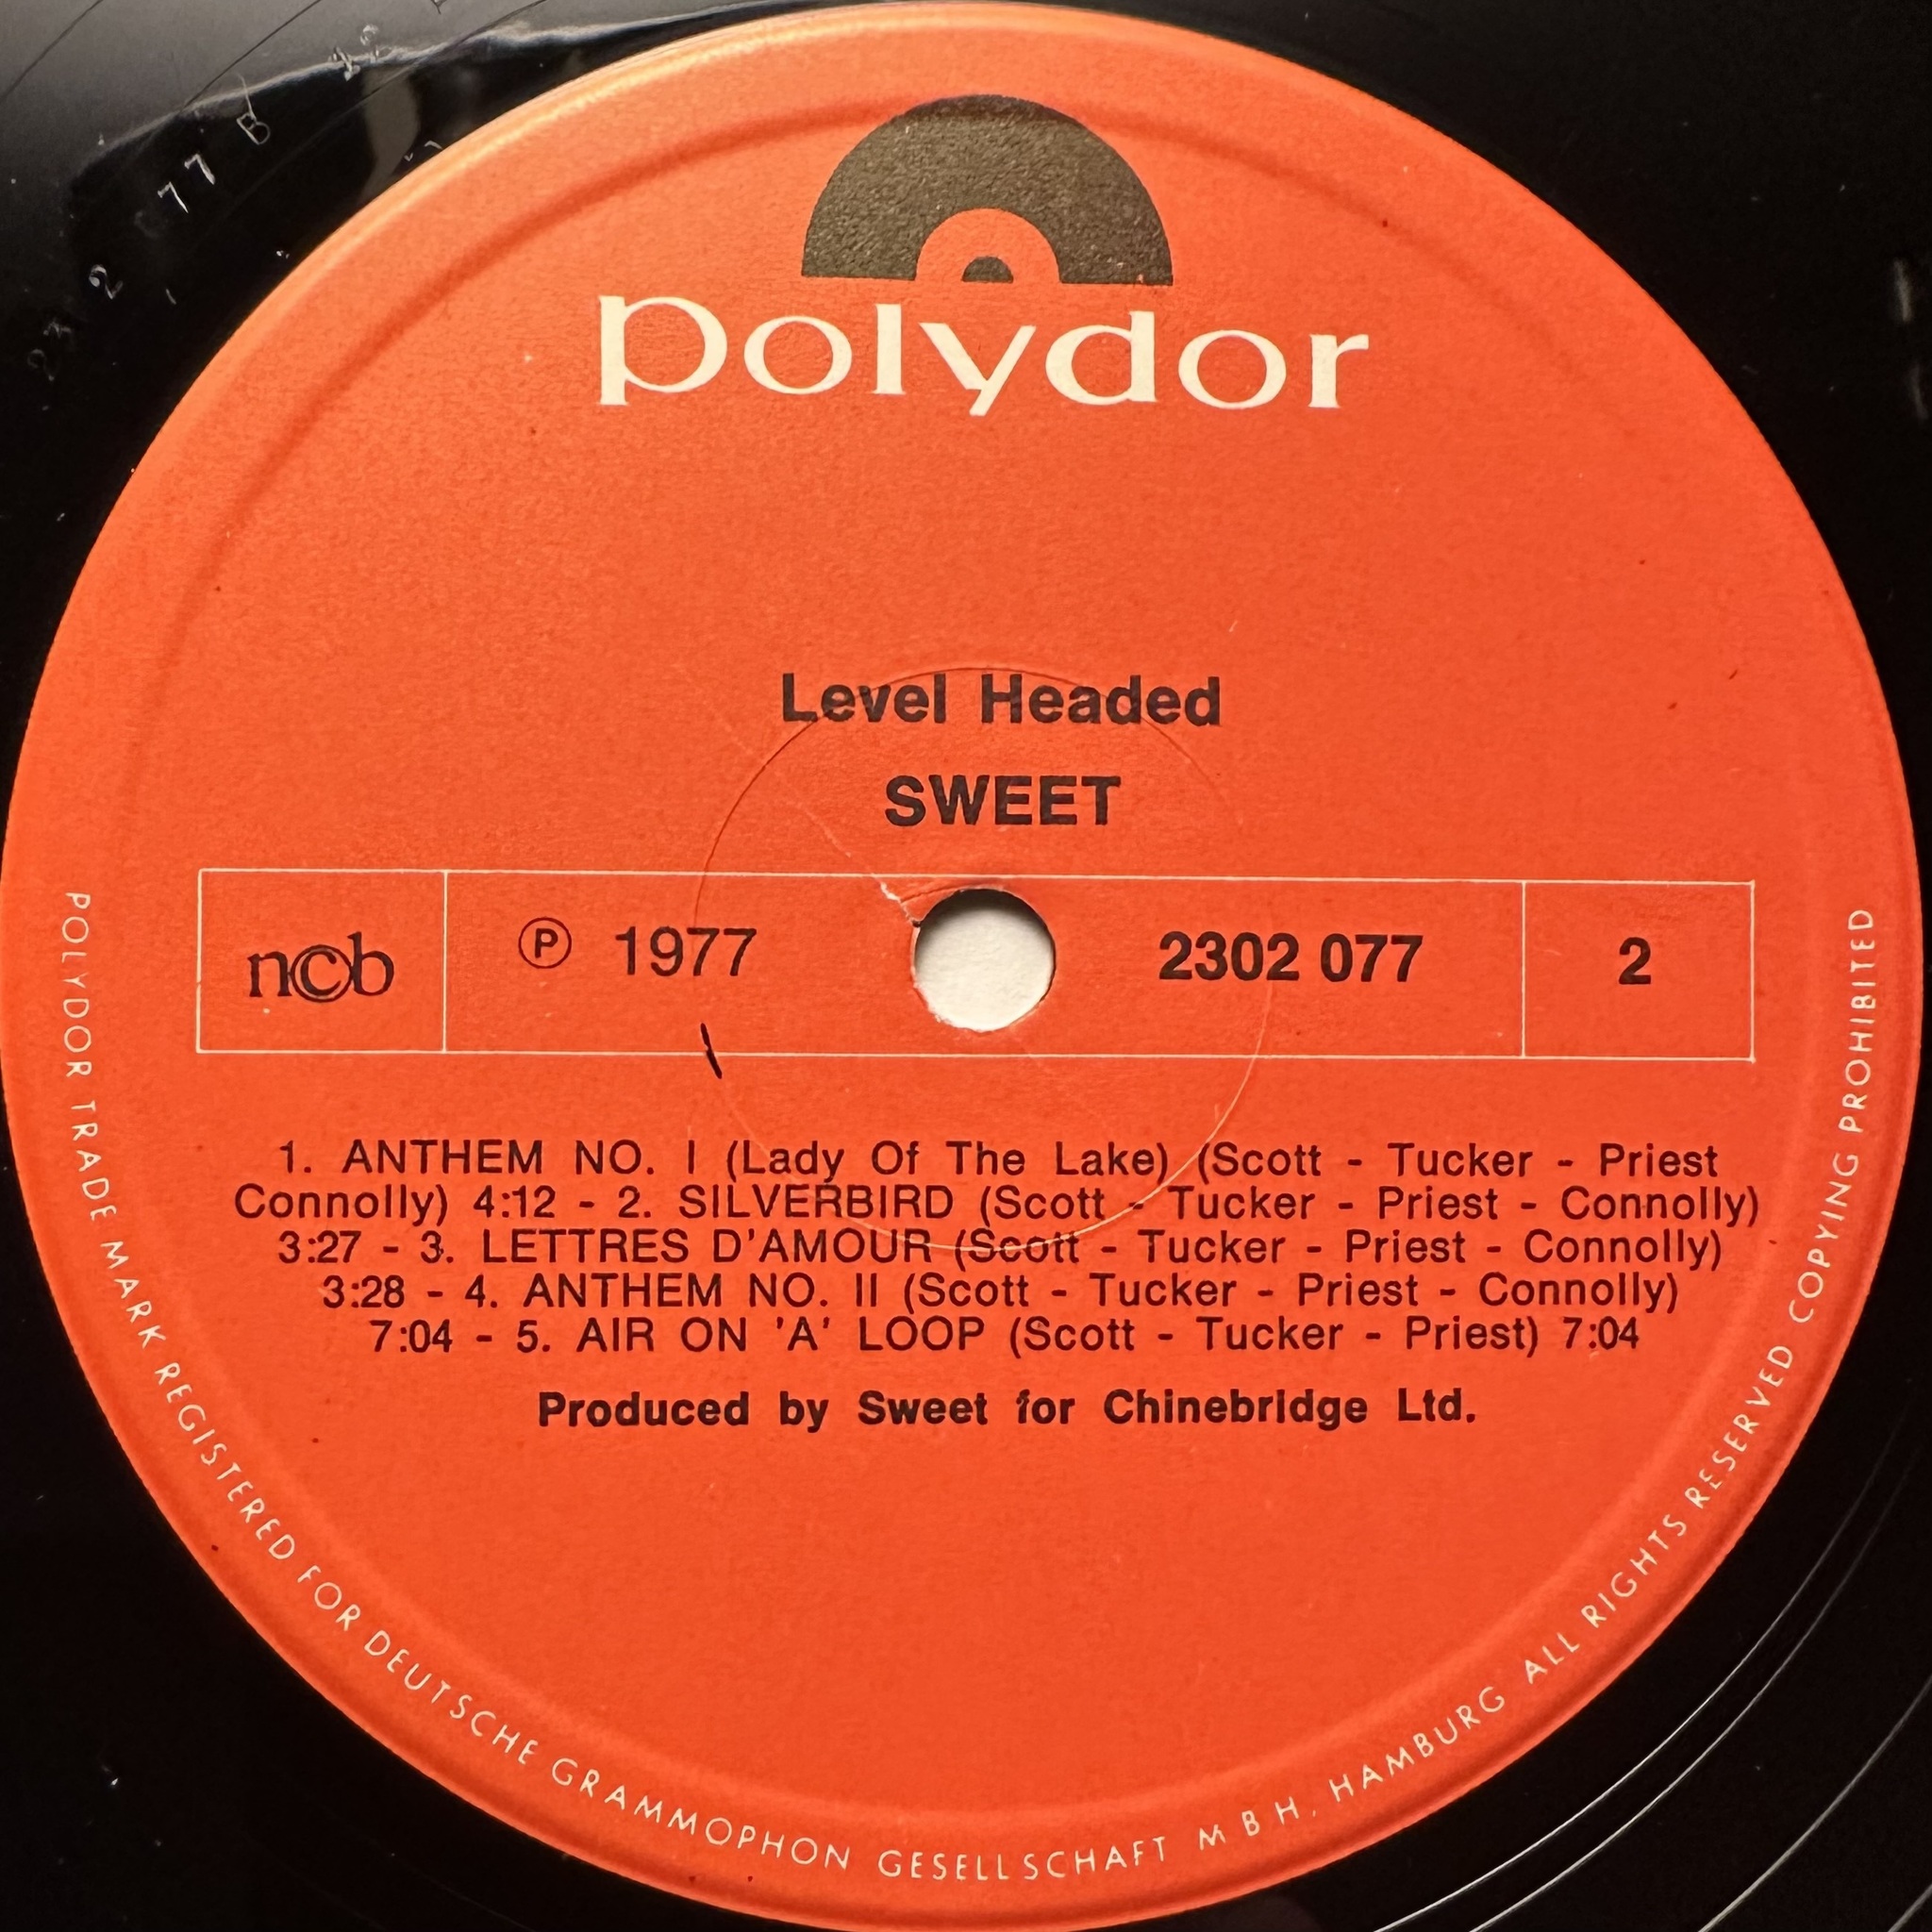 polydor
Level Headed
SWEET
ncb
Ⓟ 1977
2302 077
2
1. ANTHEM NO. I (Lady Of The Lake) (Scott - Tucker - Priest
Connolly) 4:12 - 2. SILVERBIRD (Scott - Tucker - Priest - Connolly)
3:27 - 3. LETTRES D'AMOUR (Scott - Tucker - Priest - Connolly)
3:28 - 4. ANTHEM NO. II (Scott - Tucker - Priest - Connolly)
7:04 - 5. AIR ON 'A' LOOP (Scott - Tucker - Priest) 7:04
Produced by Sweet for Chinebridge Ltd.
POLYDOR TRADE MARK REGISTERED FOR DEUTSCHE GRAMMOPHON GESELLSCHAFT M B H. HAMBURG ALL RIGHTS RESERVED COPYING PROHIBITED